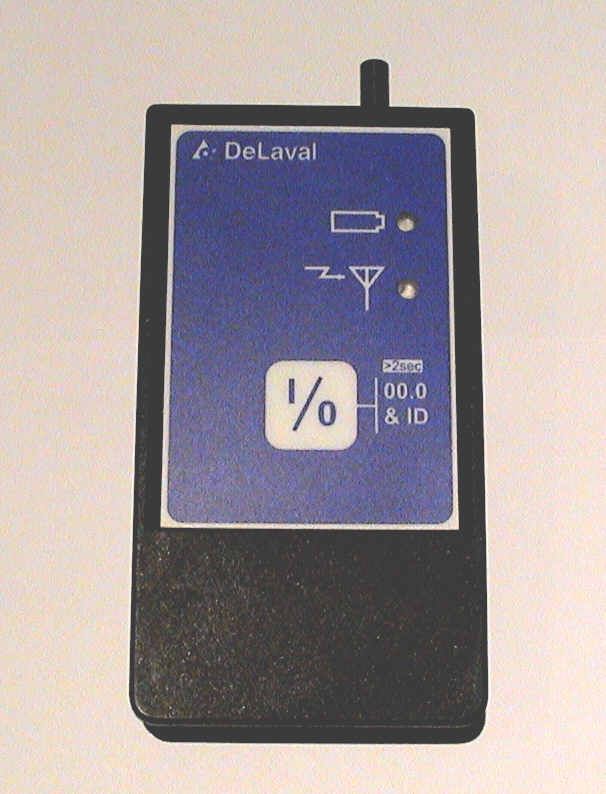 DeLaval
>2sec
I/0
00.0
& ID